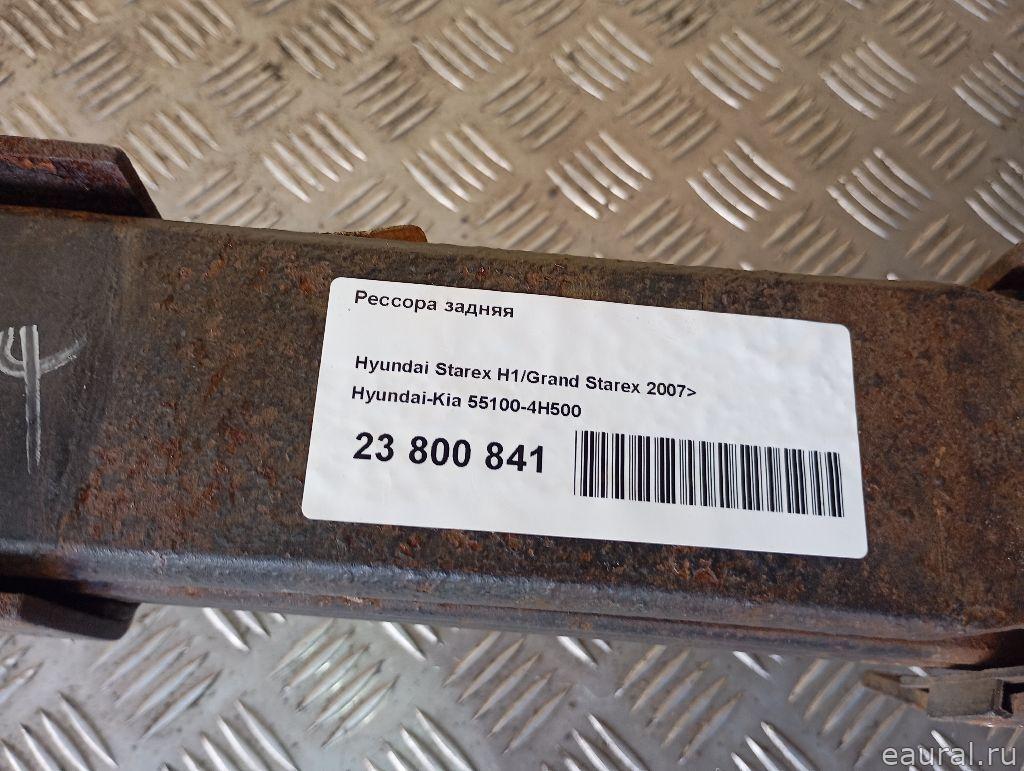 Рессора задняя
Hyundai Starex H1/Grand Starex 2007>
Hyundai-Kia 55100-4H500
23 800 841
eaural.ru